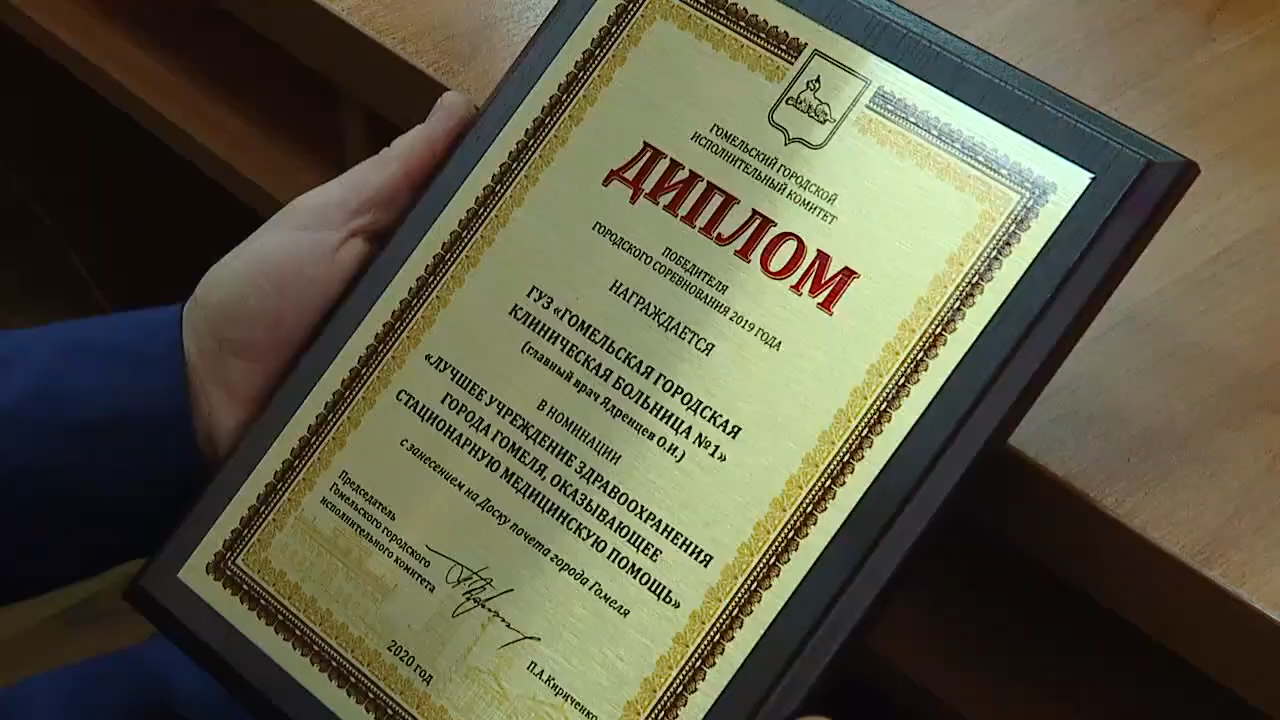 ГОМЕЛЬСКИЙ ГОРОДСКОЙ
ИСПОЛНИТЕЛЬНЫЙ КОМИТЕТ
ДИПЛОМ
ПОБЕДИТЕЛЯ
ГОРОДСКОГО СОРЕВНОВАНИЯ 2019 ГОДА
НАГРАЖДАЕТСЯ
ГУЗ «ГОМЕЛЬСКАЯ ГОРОДСКАЯ
КЛИНИЧЕСКАЯ БОЛЬНИЦА №1»
(главный врач Ядренцев О.Н.)
В НОМИНАЦИИ
«ЛУЧШЕЕ УЧРЕЖДЕНИЕ ЗДРАВООХРАНЕНИЯ
ГОРОДА ГОМЕЛЯ, ОКАЗЫВАЮЩЕЕ
СТАЦИОНАРНУЮ МЕДИЦИНСКУЮ ПОМОЩЬ»
с занесением на Доску почета города Гомеля
Председатель
Гомельского городского
исполнительного комитета
П.А.Кириченко
2020 год